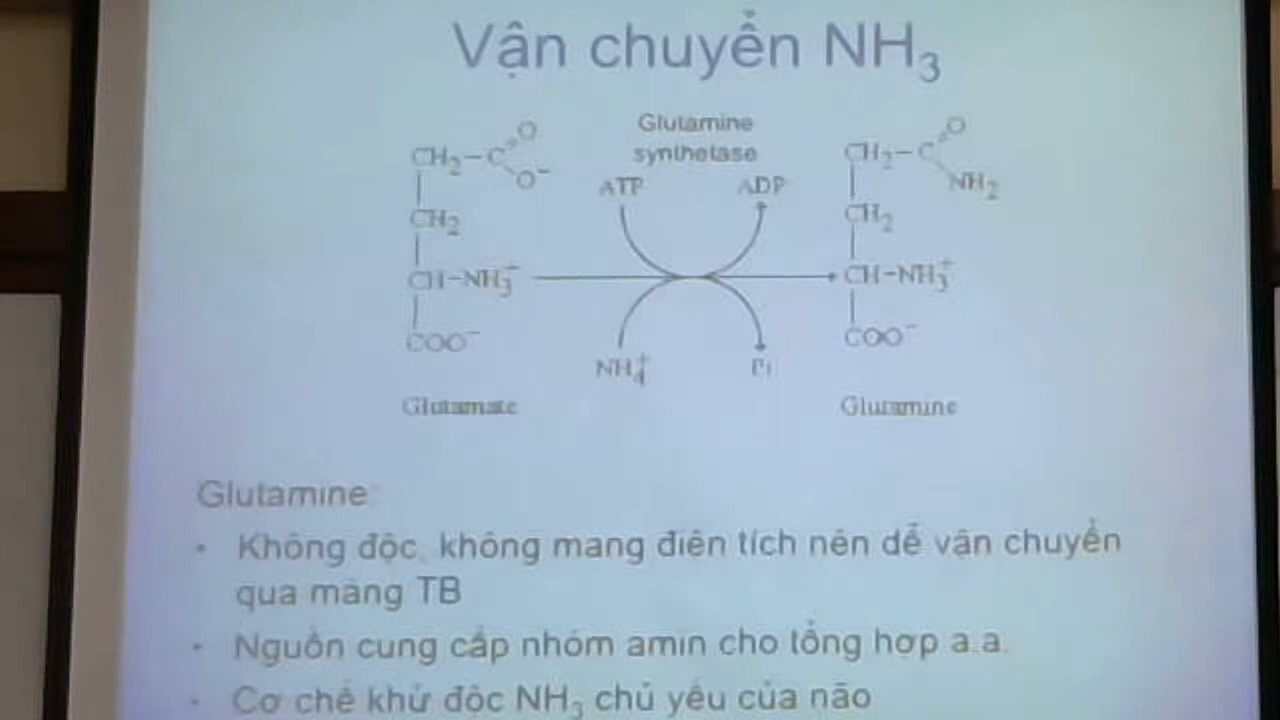 Vận chuyển NH₃
Glutamine
synthetase
CH₂–C
O
O⁻
ATP
ADP
CH₂–C
O
NH₂
CH₂
CH₂
CH–NH₃⁺
CH–NH₃⁺
COO⁻
COO⁻
NH₄⁺
Pi
Glutamate
Glutamine
Glutamine:
• Không độc, không mang điện tích nên dễ vận chuyển
qua màng TB
• Nguồn cung cấp nhóm amin cho tổng hợp a.a.
• Cơ chế khử độc NH₃ chủ yếu của não